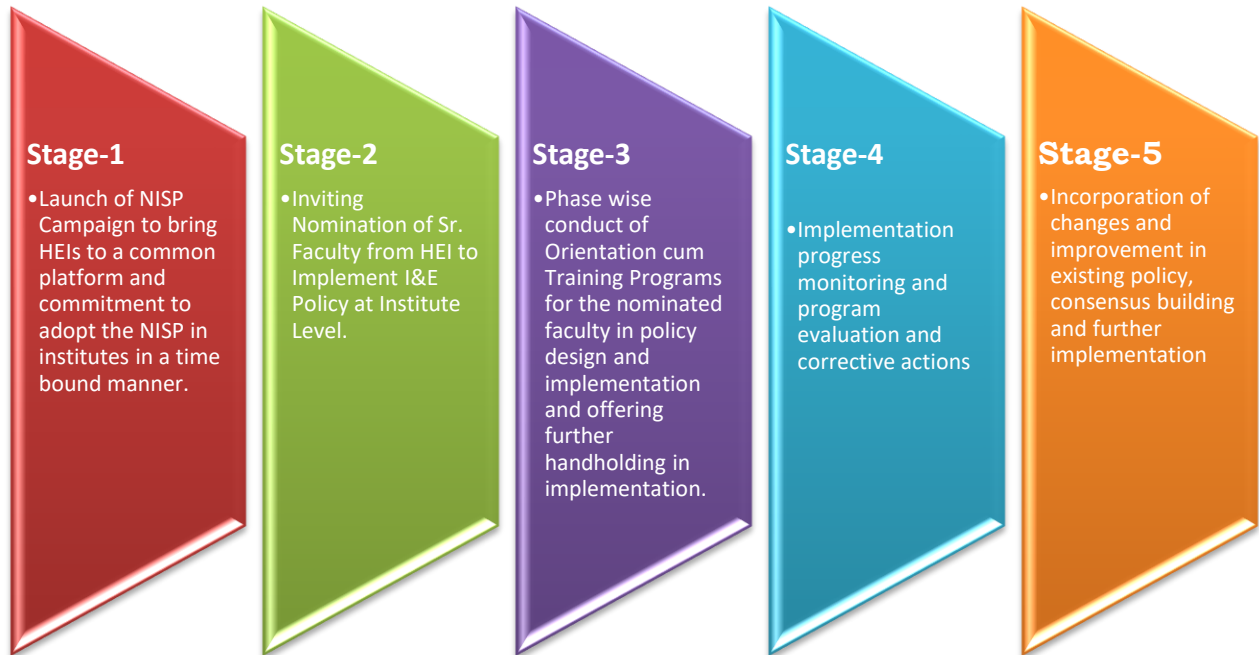 Stage-1
•Launch of NISP
Campaign to bring
HEIs to a common
platform and
commitment to
adopt the NISP in
institutes in a time
bound manner.
Stage-2
•Inviting
Nomination of Sr.
Faculty from HEI to
Implement I&E
Policy at Institute
Level.
Stage-3
•Phase wise
conduct of
Orientation cum
Training Programs
for the nominated
faculty in policy
design and
implementation
and offering
further
handholding in
implementation.
Stage-4
•Implementation
progress
monitoring and
program
evaluation and
corrective actions
Stage-5
•Incorporation of
changes and
improvement in
existing policy,
consensus building
and further
implementation